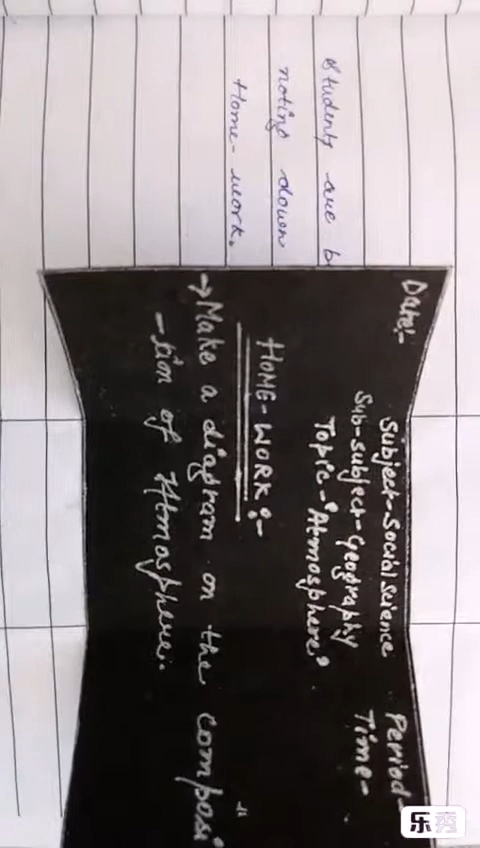 Students are b
noting down
Home-work.
Date:-
Subject-Social Science
Period-
Sub-subject-Geography
Time-
Topic-'Atmosphere'
HOME-WORK:-
→ Make a diagram on the composi
-tion of Atmosphere.
乐秀